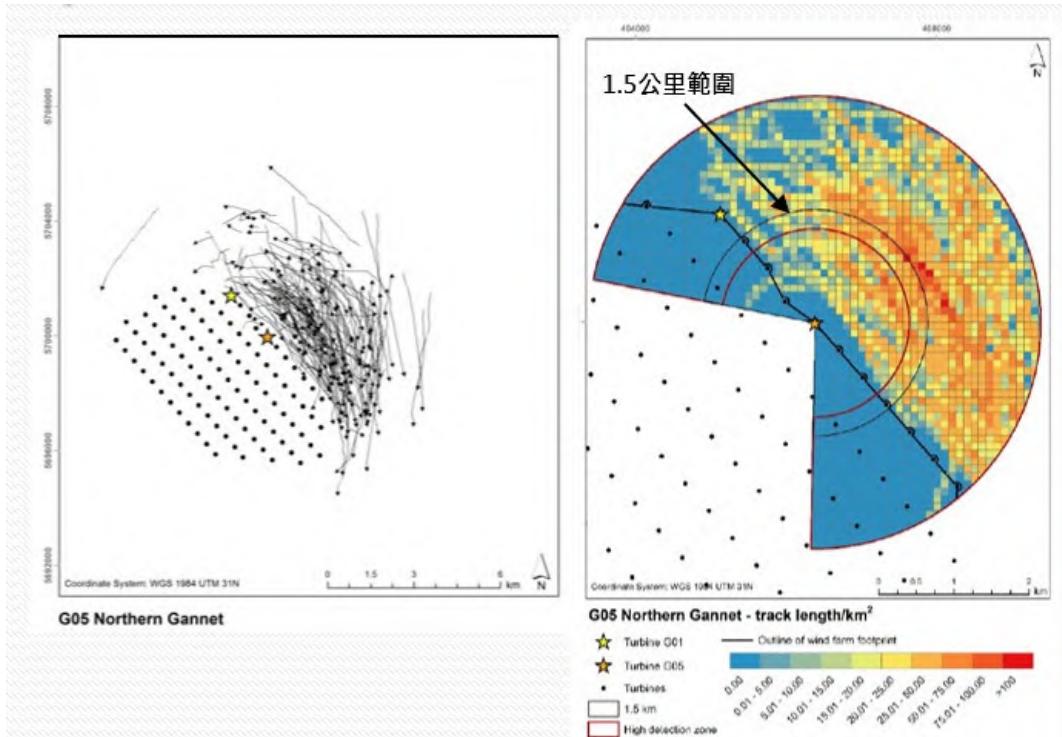 5708000
5704000
5700000
5696000
5692000
Coordinate System: WGS 1984 UTM 31N
0 1.5 3 6
km
N
G05 Northern Gannet
464000
468000
N
1.5公里範圍
Coordinate System: WGS 1984 UTM 31N
0 0.5 1 2
km
G05 Northern Gannet - track length/km²
Turbine G01
Turbine G05
Turbines
1.5 km
High detection zone
Outline of wind farm footprint
0.00
0.01 - 5.00
5.01 - 10.00
10.01 - 15.00
15.01 - 20.00
20.01 - 25.00
25.01 - 50.00
50.01 - 75.00
75.01 - 100.00
>100